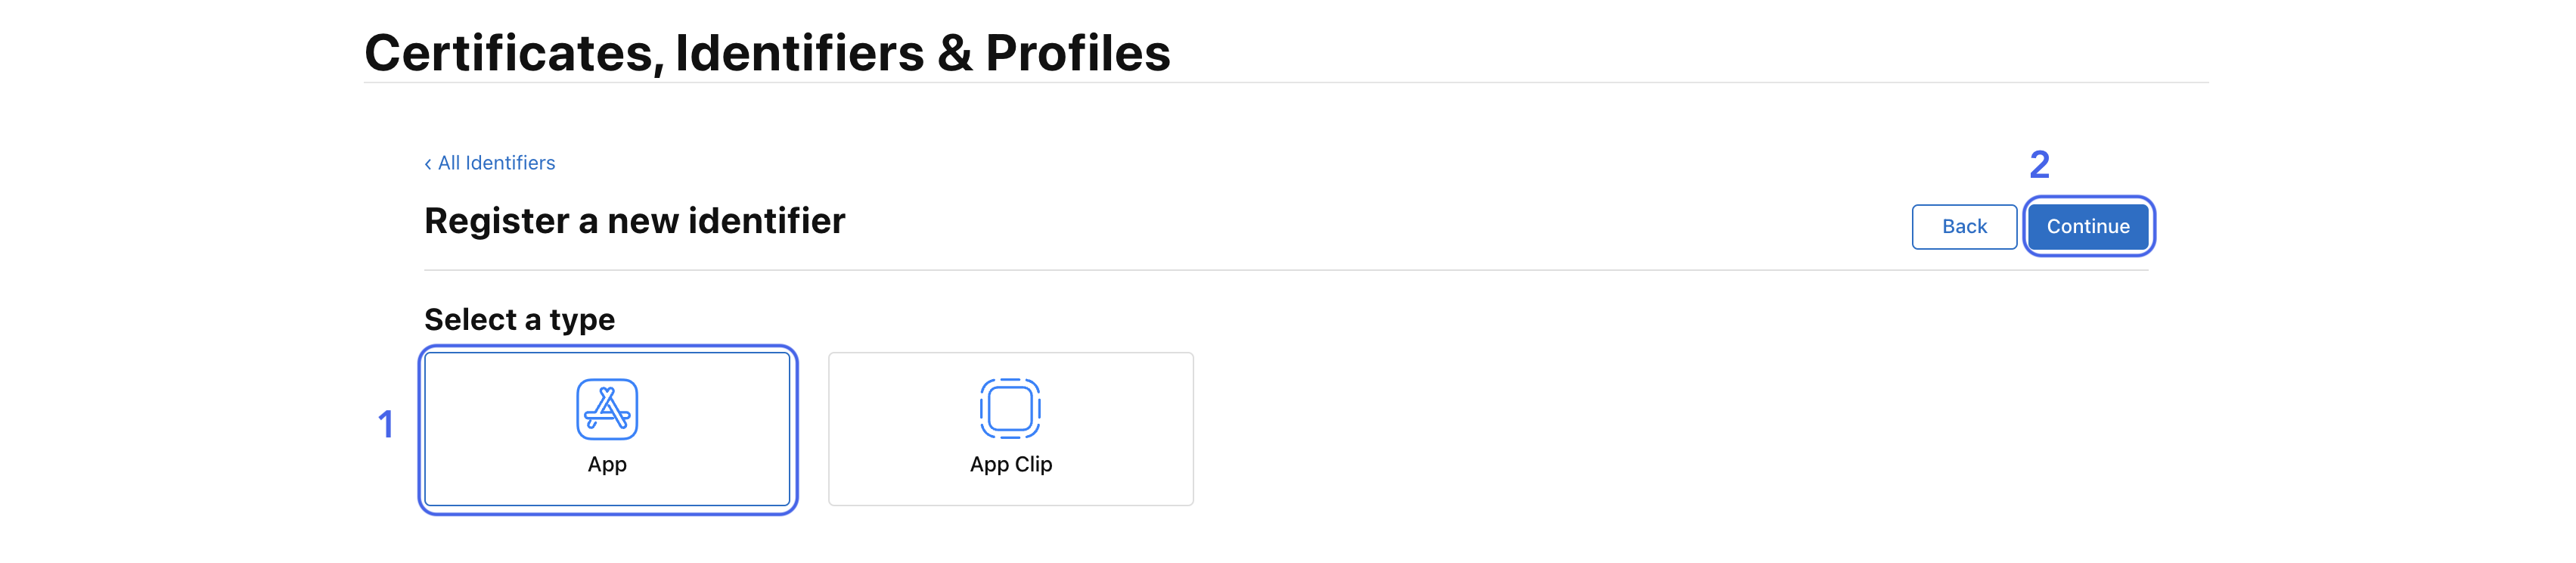 Certificates, Identifiers & Profiles
‹ All Identifiers
2
Register a new identifier
Back
Continue
Select a type
1
App
App Clip